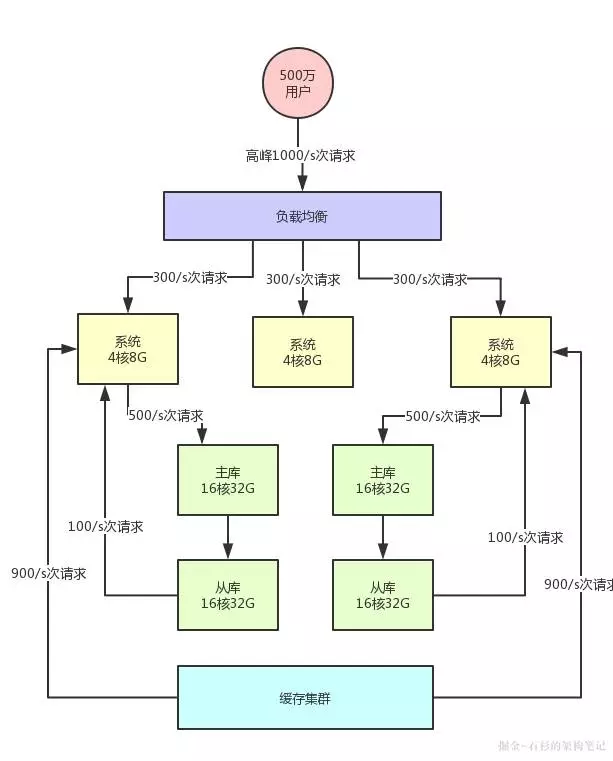 500万
用户
高峰1000/s次请求
负载均衡
300/s次请求
300/s次请求
300/s次请求
系统
4核8G
系统
4核8G
系统
4核8G
500/s次请求
500/s次请求
主库
16核32G
主库
16核32G
100/s次请求
100/s次请求
900/s次请求
900/s次请求
从库
16核32G
从库
16核32G
缓存集群
掘金~石杉的架构笔记